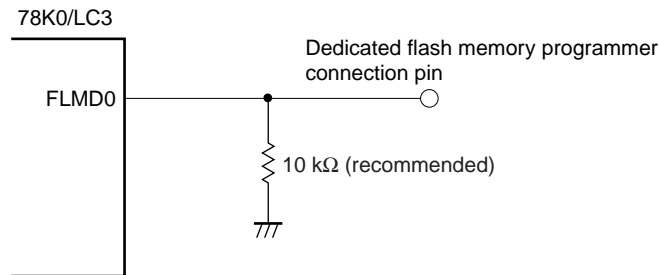 78K0/LC3
Dedicated flash memory programmer
connection pin
FLMD0
10 kΩ (recommended)